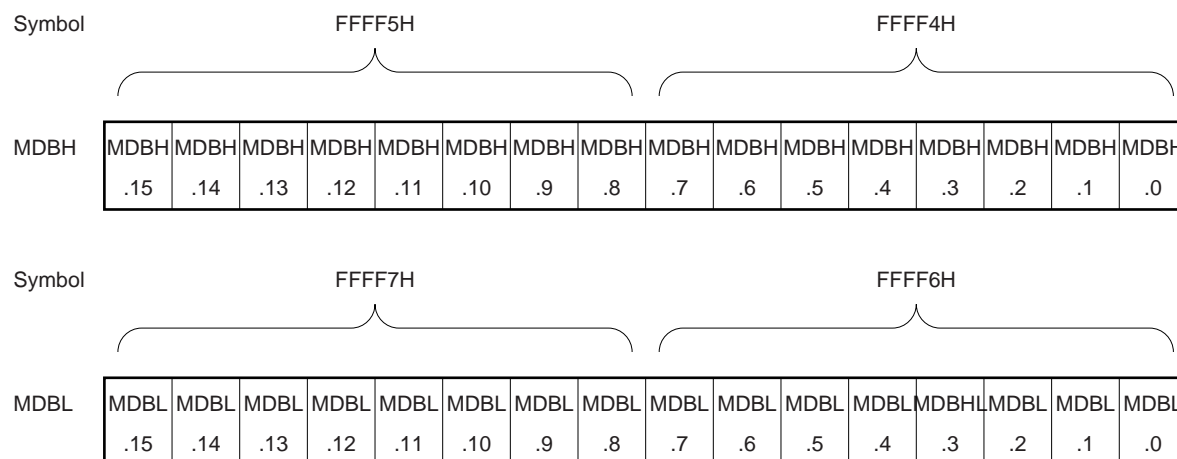 Symbol FFFF5H FFFF4H
MDBH MDBH MDBH MDBH MDBH MDBH MDBH MDBH MDBH MDBH MDBH MDBH MDBH MDBH MDBH MDBH MDBH
.15 .14 .13 .12 .11 .10 .9 .8 .7 .6 .5 .4 .3 .2 .1 .0
Symbol FFFF7H FFFF6H
MDBL MDBL MDBL MDBL MDBL MDBL MDBL MDBL MDBL MDBL MDBL MDBL MDBL MDBHL MDBL MDBL MDBL
.15 .14 .13 .12 .11 .10 .9 .8 .7 .6 .5 .4 .3 .2 .1 .0